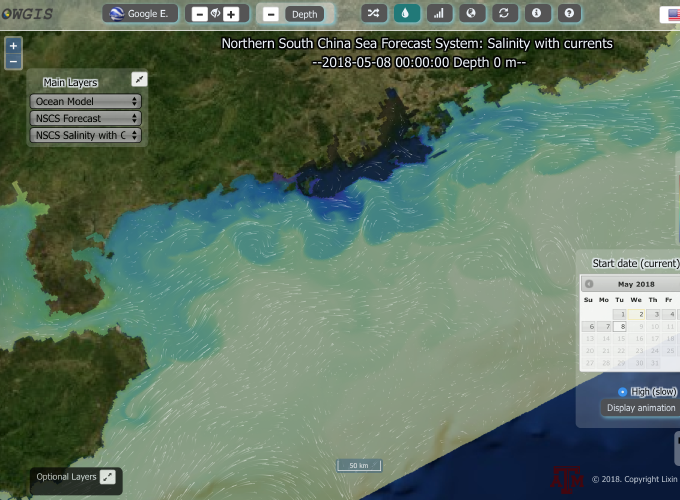 OWGIS
Google E.
Depth
Northern South China Sea Forecast System: Salinity with currents
--2018-05-08 00:00:00 Depth 0 m--
+
−
Main Layers
Ocean Model
NSCS Forecast
NSCS Salinity with C
Start date (current)
May 2018
Su Mo Tu We Th Fr
1 2 3 4
6 7 8 9 10 11
13 14 15 16 17 18
20 21 22 23 24 25
27 28 29 30 31
High (slow)
Display animation
50 km
Optional Layers
© 2018. Copyright Lixin